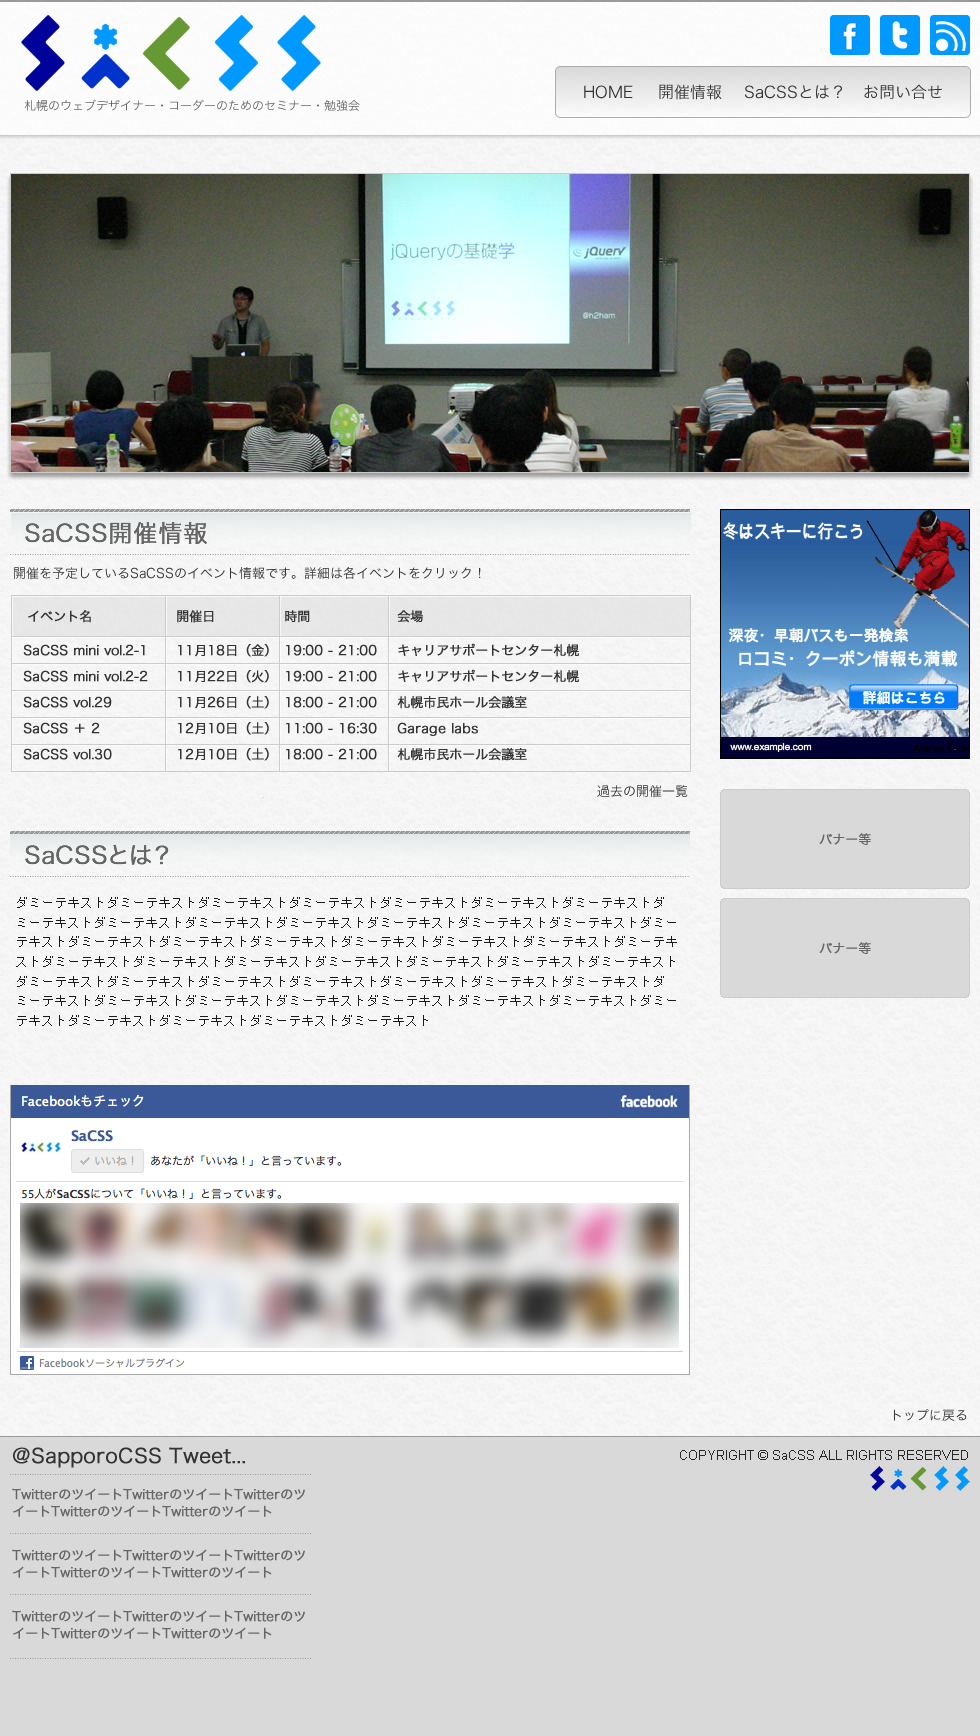 SaCSS
札幌のウェブデザイナー・コーダーのためのセミナー・勉強会
HOME 開催情報 SaCSSとは？ お問い合せ
jQueryの基礎学
jQuery
SaCSS
@h2ham
SaCSS開催情報
開催を予定しているSaCSSのイベント情報です。詳細は各イベントをクリック！
イベント名 開催日 時間 会場
SaCSS mini vol.2-1 11月18日（金） 19:00 - 21:00 キャリアサポートセンター札幌
SaCSS mini vol.2-2 11月22日（火） 19:00 - 21:00 キャリアサポートセンター札幌
SaCSS vol.29 11月26日（土） 18:00 - 21:00 札幌市民ホール会議室
SaCSS + 2 12月10日（土） 11:00 - 16:30 Garage labs
SaCSS vol.30 12月10日（土） 18:00 - 21:00 札幌市民ホール会議室
過去の開催一覧
冬はスキーに行こう
深夜・早朝バスも一発検索
口コミ・クーポン情報も満載
詳細はこちら
www.example.com
バナー等
バナー等
SaCSSとは？
ダミーテキストダミーテキストダミーテキストダミーテキストダミーテキストダミーテキストダミーテキストダ
ミーテキストダミーテキストダミーテキストダミーテキストダミーテキストダミーテキストダミーテキストダミー
テキストダミーテキストダミーテキストダミーテキストダミーテキストダミーテキストダミーテキストダミーテキ
ストダミーテキストダミーテキストダミーテキストダミーテキストダミーテキストダミーテキストダミーテキスト
ダミーテキストダミーテキストダミーテキストダミーテキストダミーテキストダミーテキストダミーテキストダ
ミーテキストダミーテキストダミーテキストダミーテキストダミーテキストダミーテキストダミーテキストダミー
テキストダミーテキストダミーテキストダミーテキストダミーテキスト
Facebookもチェック facebook
SaCSS
SaCSS
いいね！ あなたが「いいね！」と言っています。
55人がSaCSSについて「いいね！」と言っています。
Facebookソーシャルプラグイン
トップに戻る
@SapporoCSS Tweet...
TwitterのツイートTwitterのツイートTwitterのツ
イートTwitterのツイートTwitterのツイート
TwitterのツイートTwitterのツイートTwitterのツ
イートTwitterのツイートTwitterのツイート
TwitterのツイートTwitterのツイートTwitterのツ
イートTwitterのツイートTwitterのツイート
COPYRIGHT © SaCSS ALL RIGHTS RESERVED
SaCSS